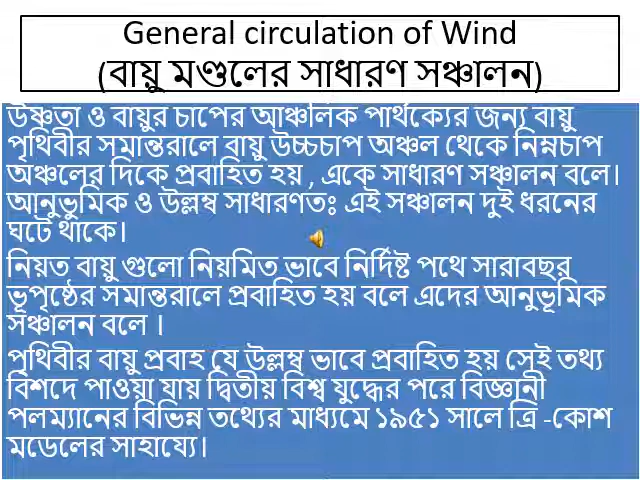 General circulation of Wind
(বায়ু মণ্ডলের সাধারণ সঞ্চালন)
উষ্ণতা ও বায়ুর চাপের আঞ্চলিক পার্থক্যের জন্য বায়ু
পৃথিবীর সমান্তরালে বায়ু উচ্চচাপ অঞ্চল থেকে নিম্নচাপ
অঞ্চলের দিকে প্রবাহিত হয় , একে সাধারণ সঞ্চালন বলে।
আনুভুমিক ও উল্লম্ব সাধারণতঃ এই সঞ্চালন দুই ধরনের
ঘটে থাকে।
নিয়ত বায়ু গুলো নিয়মিত ভাবে নির্দিষ্ট পথে সারাবছর
ভূপৃষ্ঠের সমান্তরালে প্রবাহিত হয় বলে এদের আনুভূমিক
সঞ্চালন বলে ।
পৃথিবীর বায়ু প্রবাহ যে উল্লম্ব ভাবে প্রবাহিত হয় সেই তথ্য
বিশদে পাওয়া যায় দ্বিতীয় বিশ্ব যুদ্ধের পরে বিজ্ঞানী
পলম্যানের বিভিন্ন তথ্যের মাধ্যমে ১৯৫১ সালে ত্রি -কোশ
মডেলের সাহায্যে।